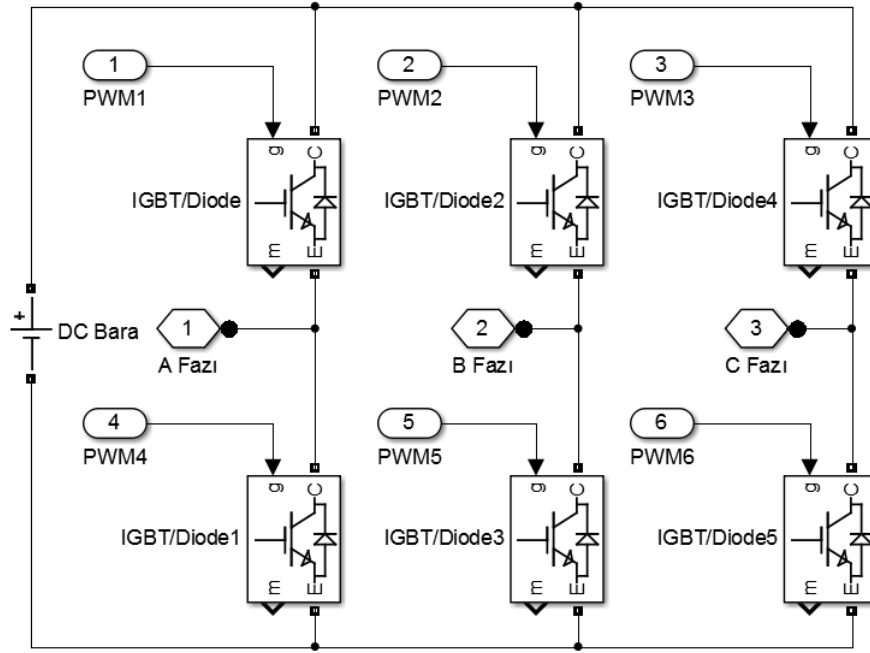 1 2 3
PWM1 PWM2 PWM3
g C g C g C
IGBT/Diode IGBT/Diode2 IGBT/Diode4
m E m E m E
+
DC Bara
1 2 3
A Fazı B Fazı C Fazı
4 5 6
PWM4 PWM5 PWM6
g C g C g C
IGBT/Diode1 IGBT/Diode3 IGBT/Diode5
m E m E m E